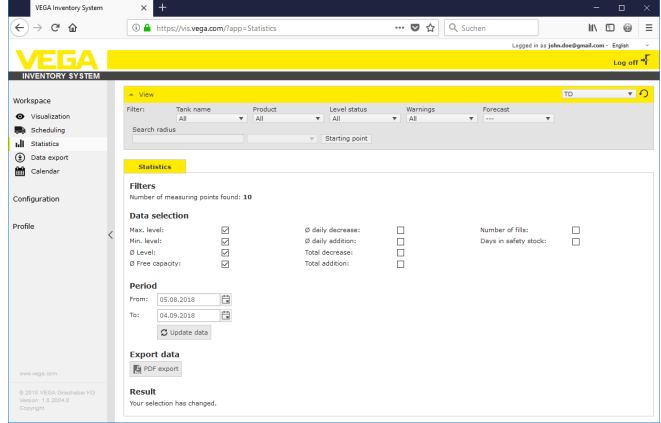 VEGA Inventory System
https://vis.vega.com/?app=Statistics
Suchen
Logged in as john.doe@gmail.com - English
VEGA
Log off
INVENTORY SYSTEM
Workspace
Visualization
Scheduling
Statistics
Data export
Calendar
Configuration
Profile
www.vega.com
© 2018 VEGA Grieshaber KG
Copyright
View
TD
Filter: Tank name Product Level status Warnings Forecast
All All All All ---
Search radius
Starting point
Statistics
Filters
Number of measuring points found: 10
Data selection
Max. level: Ø daily decrease: Number of fills:
Min. level: Ø daily addition: Days in safety stock:
Ø Level: Total decrease:
Ø Free capacity: Total addition:
Period
From: 05.08.2018
To: 04.09.2018
Update data
Export data
PDF export
Result
Your selection has changed.